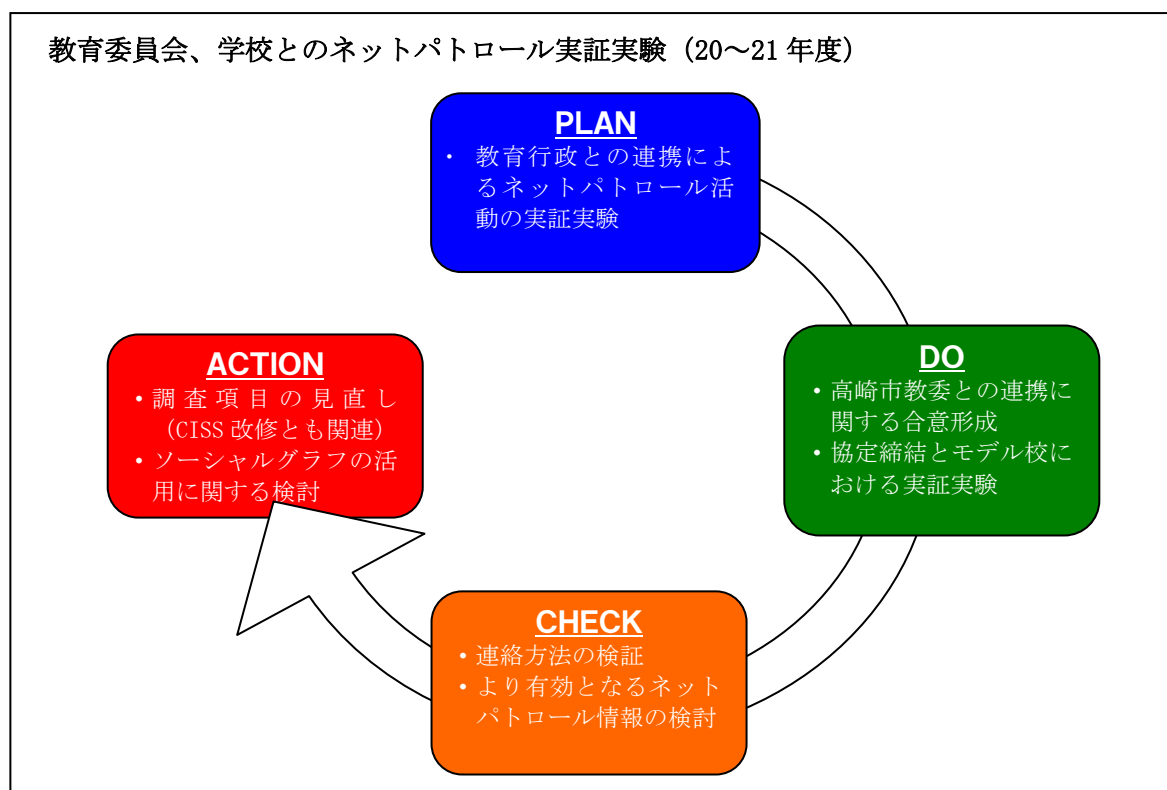 教育委員会、学校とのネットパトロール実証実験（20～21年度）
PLAN
・ 教育行政との連携によ
るネットパトロール活
動の実証実験
DO
・高崎市教委との連携に
関する合意形成
・協定締結とモデル校に
おける実証実験
CHECK
・連絡方法の検証
・より有効となるネット
パトロール情報の検討
ACTION
・調査項目の見直し
（CISS改修とも関連）
・ソーシャルグラフの活
用に関する検討